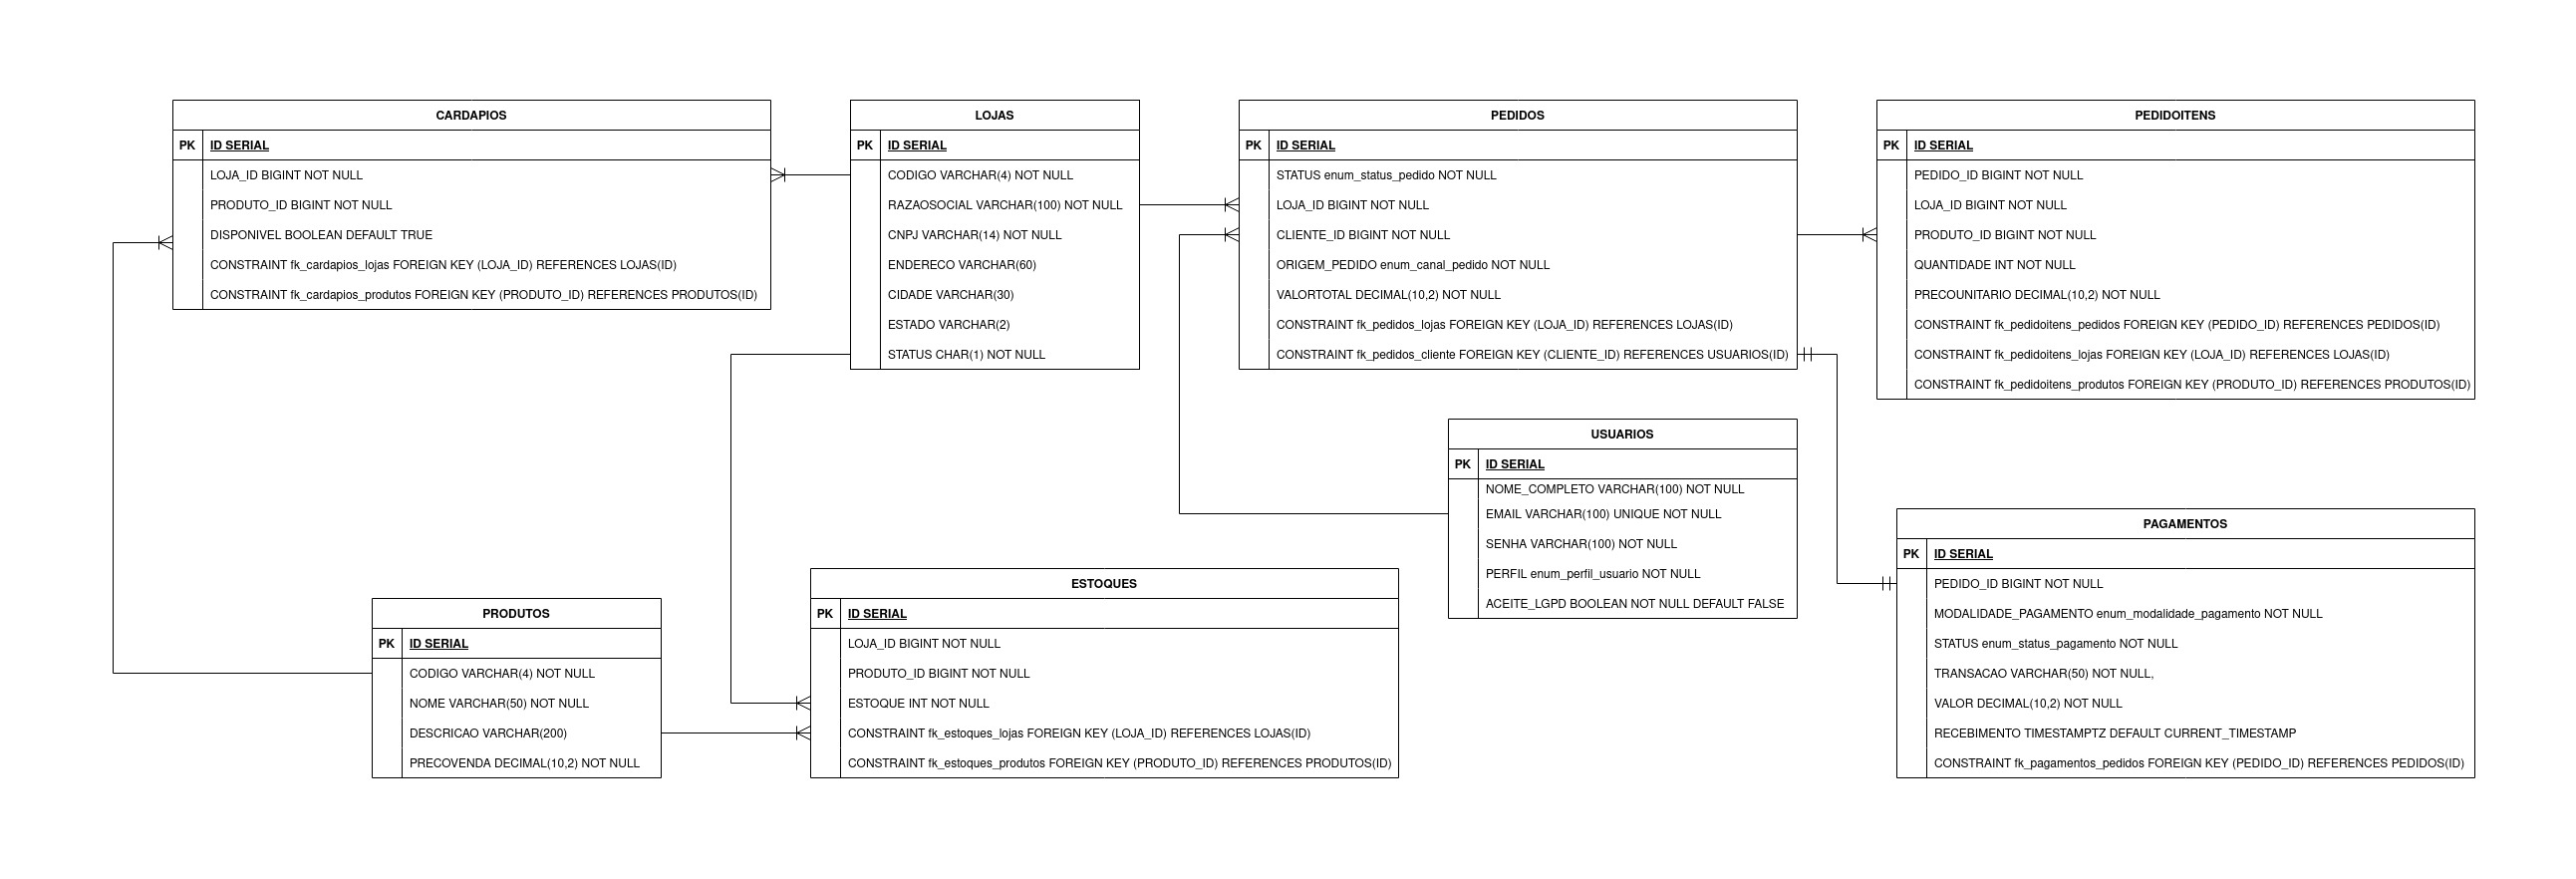 CARDAPIOS
PK ID SERIAL
LOJA_ID BIGINT NOT NULL
PRODUTO_ID BIGINT NOT NULL
DISPONIVEL BOOLEAN DEFAULT TRUE
CONSTRAINT fk_cardapios_lojas FOREIGN KEY (LOJA_ID) REFERENCES LOJAS(ID)
CONSTRAINT fk_cardapios_produtos FOREIGN KEY (PRODUTO_ID) REFERENCES PRODUTOS(ID)
LOJAS
PK ID SERIAL
CODIGO VARCHAR(4) NOT NULL
RAZAOSOCIAL VARCHAR(100) NOT NULL
CNPJ VARCHAR(14) NOT NULL
ENDERECO VARCHAR(60)
CIDADE VARCHAR(30)
ESTADO VARCHAR(2)
STATUS CHAR(1) NOT NULL
PEDIDOS
PK ID SERIAL
STATUS enum_status_pedido NOT NULL
LOJA_ID BIGINT NOT NULL
CLIENTE_ID BIGINT NOT NULL
ORIGEM_PEDIDO enum_canal_pedido NOT NULL
VALORTOTAL DECIMAL(10,2) NOT NULL
CONSTRAINT fk_pedidos_lojas FOREIGN KEY (LOJA_ID) REFERENCES LOJAS(ID)
CONSTRAINT fk_pedidos_cliente FOREIGN KEY (CLIENTE_ID) REFERENCES USUARIOS(ID)
PEDIDOITENS
PK ID SERIAL
PEDIDO_ID BIGINT NOT NULL
LOJA_ID BIGINT NOT NULL
PRODUTO_ID BIGINT NOT NULL
QUANTIDADE INT NOT NULL
PRECOUNITARIO DECIMAL(10,2) NOT NULL
CONSTRAINT fk_pedidoitens_pedidos FOREIGN KEY (PEDIDO_ID) REFERENCES PEDIDOS(ID)
CONSTRAINT fk_pedidoitens_lojas FOREIGN KEY (LOJA_ID) REFERENCES LOJAS(ID)
CONSTRAINT fk_pedidoitens_produtos FOREIGN KEY (PRODUTO_ID) REFERENCES PRODUTOS(ID)
USUARIOS
PK ID SERIAL
NOME_COMPLETO VARCHAR(100) NOT NULL
EMAIL VARCHAR(100) UNIQUE NOT NULL
SENHA VARCHAR(100) NOT NULL
PERFIL enum_perfil_usuario NOT NULL
ACEITE_LGPD BOOLEAN NOT NULL DEFAULT FALSE
PRODUTOS
PK ID SERIAL
CODIGO VARCHAR(4) NOT NULL
NOME VARCHAR(50) NOT NULL
DESCRICAO VARCHAR(200)
PRECOVENDA DECIMAL(10,2) NOT NULL
ESTOQUES
PK ID SERIAL
LOJA_ID BIGINT NOT NULL
PRODUTO_ID BIGINT NOT NULL
ESTOQUE INT NOT NULL
CONSTRAINT fk_estoques_lojas FOREIGN KEY (LOJA_ID) REFERENCES LOJAS(ID)
CONSTRAINT fk_estoques_produtos FOREIGN KEY (PRODUTO_ID) REFERENCES PRODUTOS(ID)
PAGAMENTOS
PK ID SERIAL
PEDIDO_ID BIGINT NOT NULL
MODALIDADE_PAGAMENTO enum_modalidade_pagamento NOT NULL
STATUS enum_status_pagamento NOT NULL
TRANSACAO VARCHAR(50) NOT NULL,
VALOR DECIMAL(10,2) NOT NULL
RECEBIMENTO TIMESTAMPTZ DEFAULT CURRENT_TIMESTAMP
CONSTRAINT fk_pagamentos_pedidos FOREIGN KEY (PEDIDO_ID) REFERENCES PEDIDOS(ID)